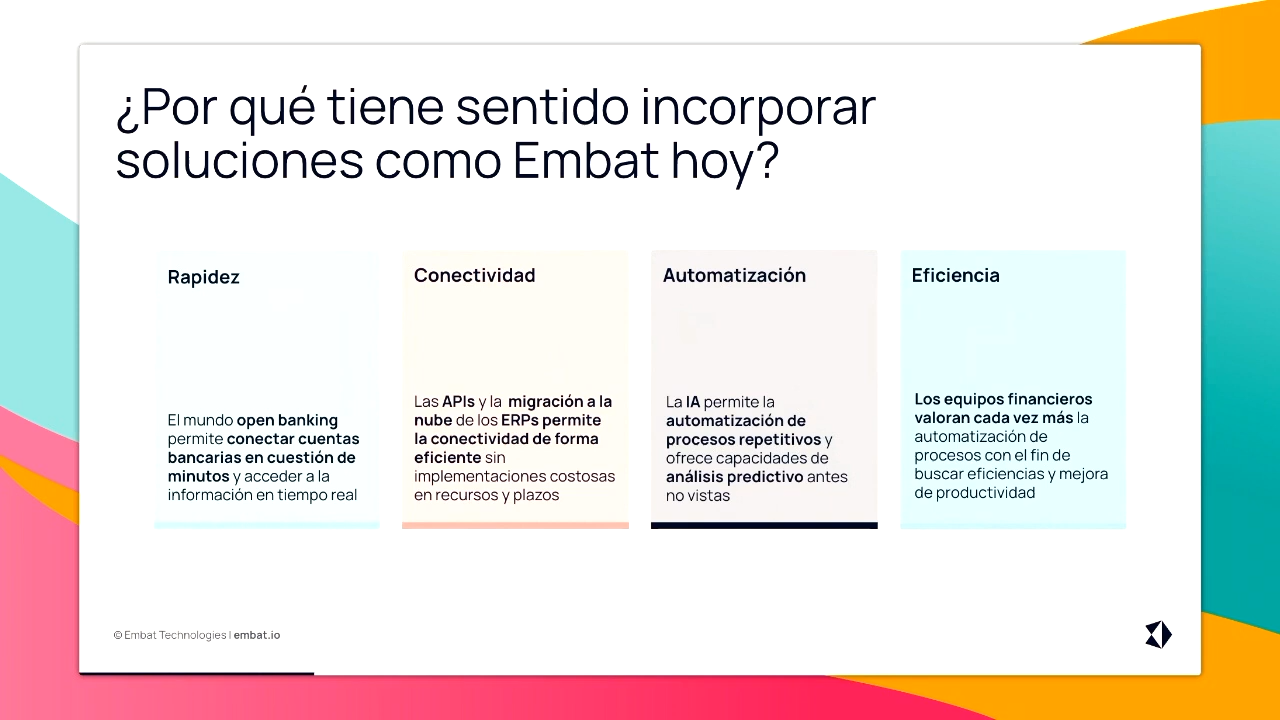 ¿Por qué tiene sentido incorporar
soluciones como Embat hoy?
Rapidez
El mundo open banking
permite conectar cuentas
bancarias en cuestión de
minutos y acceder a la
información en tiempo real
Conectividad
Las APIs y la migración a la
nube de los ERPs permite
la conectividad de forma
eficiente sin
implementaciones costosas
en recursos y plazos
Automatización
La IA permite la
automatización de
procesos repetitivos y
ofrece capacidades de
análisis predictivo antes
no vistas
Eficiencia
Los equipos financieros
valoran cada vez más la
automatización de
procesos con el fin de
buscar eficiencias y mejora
de productividad
© Embat Technologies | embat.io